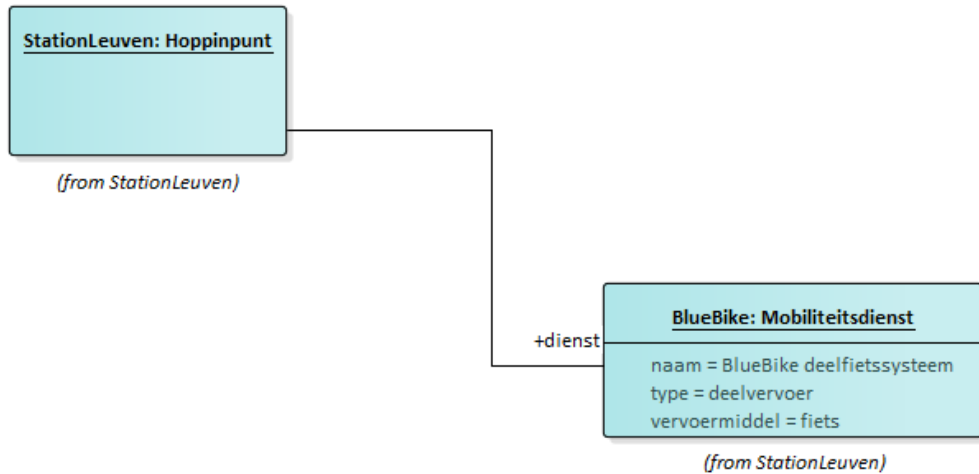 StationLeuven: Hoppinpunt
(from StationLeuven)
+dienst
BlueBike: Mobiliteitsdienst
naam = BlueBike deelfietssysteem
type = deelvervoer
vervoermiddel = fiets
(from StationLeuven)